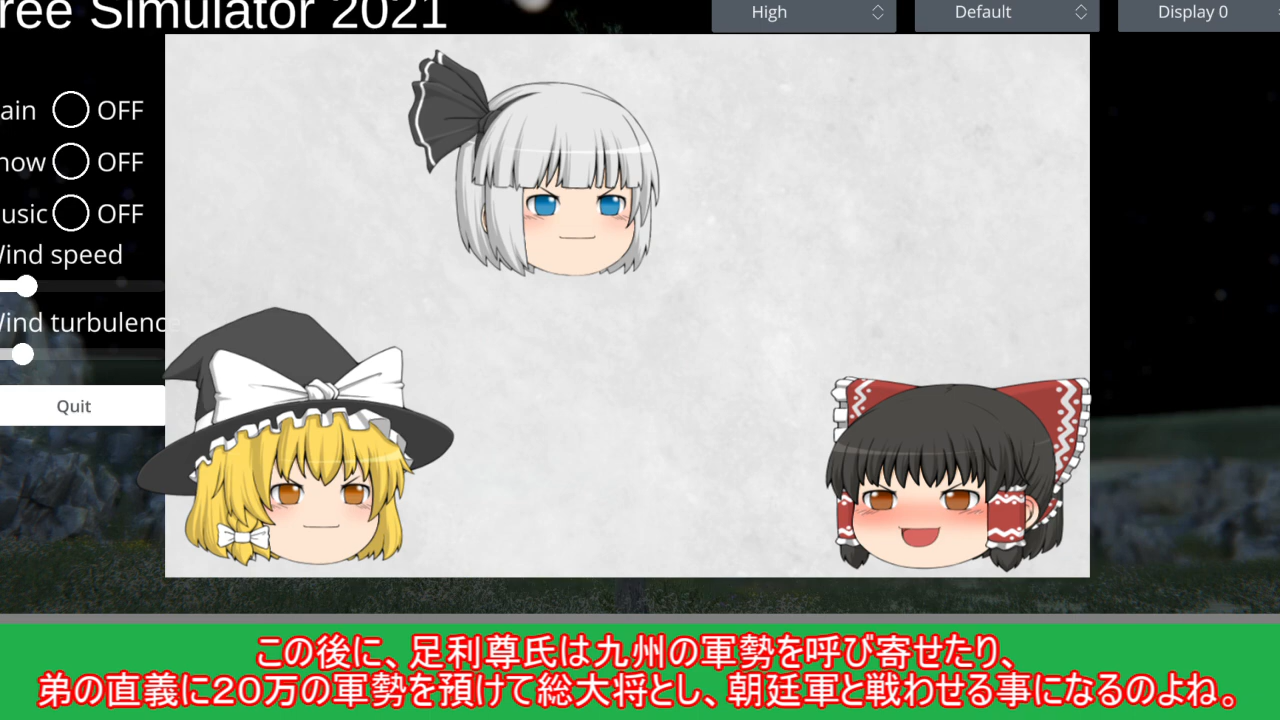 ree Simulator 2021
High
Default
Display 0
ain OFF
now OFF
usic OFF
Wind speed
Wind turbulence
Quit
この後に、足利尊氏は九州の軍勢を呼び寄せたり、
弟の直義に２０万の軍勢を預けて総大将とし、朝廷軍と戦わせる事になるのよね。